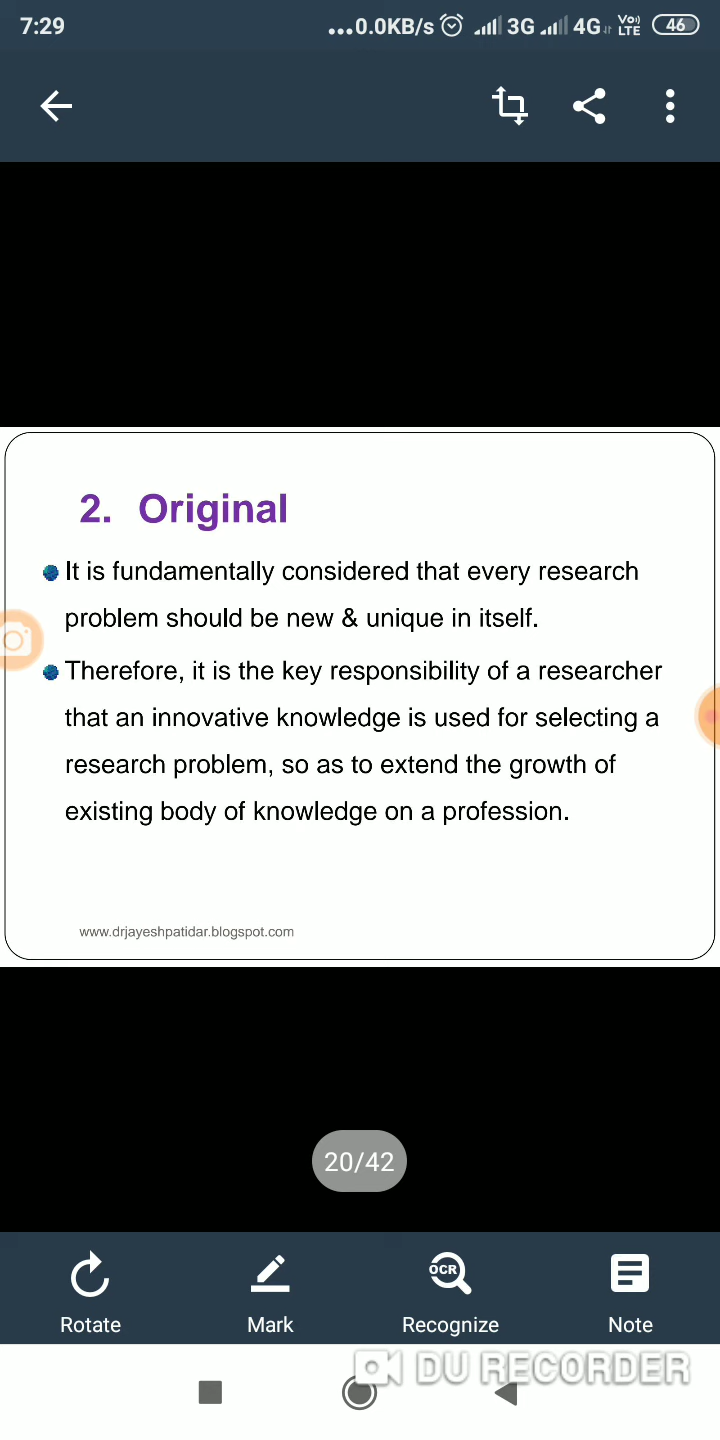 7:29 ...0.0KB/s 3G 4G Vo)) LTE 46
2. Original
It is fundamentally considered that every research
problem should be new & unique in itself.
Therefore, it is the key responsibility of a researcher
that an innovative knowledge is used for selecting a
research problem, so as to extend the growth of
existing body of knowledge on a profession.
www.drjayeshpatidar.blogspot.com
20/42
OCR
Rotate Mark Recognize Note
DU RECORDER